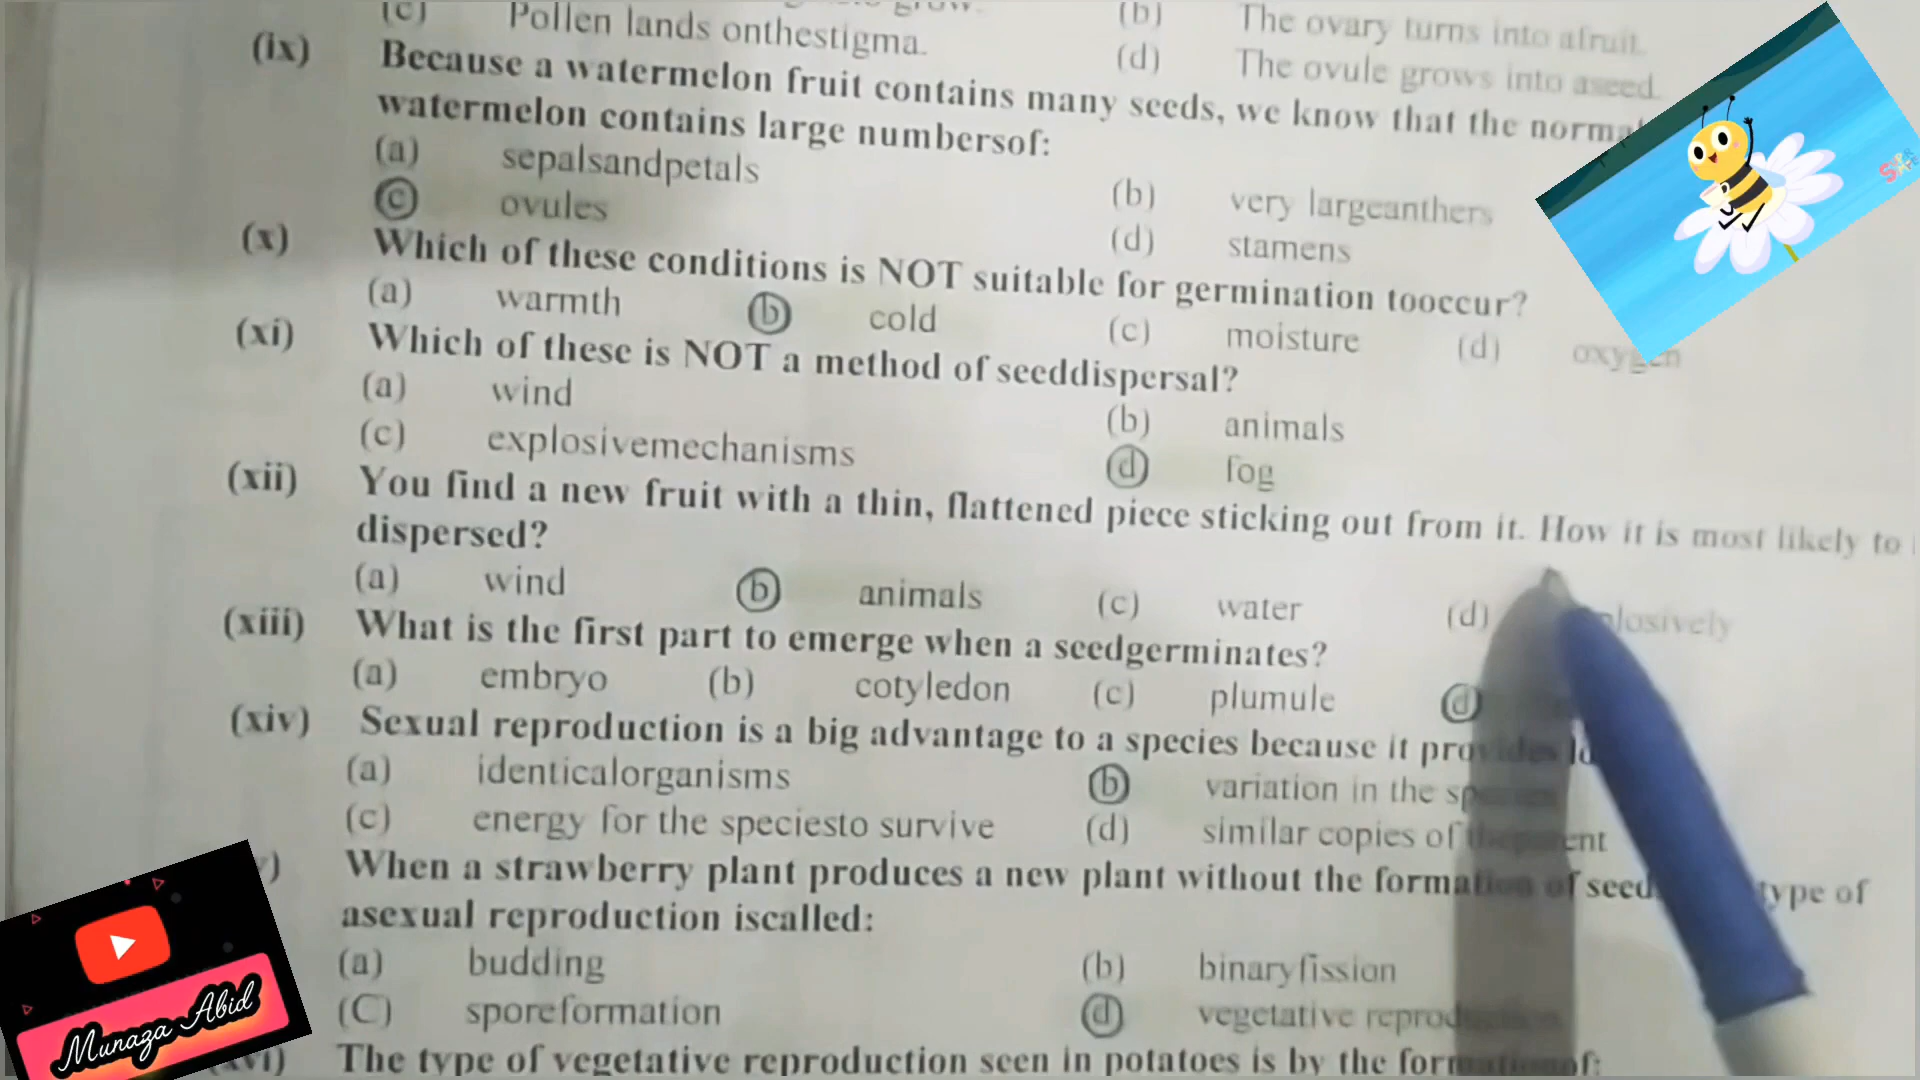 (c) Pollen lands onthestigma. (b) The ovary turns into afruit.
(d) The ovule grows into aseed.
(ix) Because a watermelon fruit contains many seeds, we know that the
watermelon contains large numbersof:
(a) sepalsandpetals (b) very largeanthers
(c) ovules (d) stamens
(x) Which of these conditions is NOT suitable for germination tooccur?
(a) warmth (b) cold (c) moisture (d) oxygen
(xi) Which of these is NOT a method of seeddispersal?
(a) wind (b) animals
(c) explosivemechanisms (d) fog
(xii) You find a new fruit with a thin, flattened piece sticking out from it. How it is most likely to
dispersed?
(a) wind (b) animals (c) water (d)
(xiii) What is the first part to emerge when a seedgerminates?
(a) embryo (b) cotyledon (c) plumule (d)
(xiv) Sexual reproduction is a big advantage to a species because it provides
(a) identicalorganisms (b) variation in the
(c) energy for the speciesto survive (d) similar copies of
When a strawberry plant produces a new plant without the formation of type of
asexual reproduction iscalled:
(a) budding (b) binaryfission
(C) sporeformation (d) vegetative
The type of vegetative reproduction seen in potatoes is by the
Munaza Abid